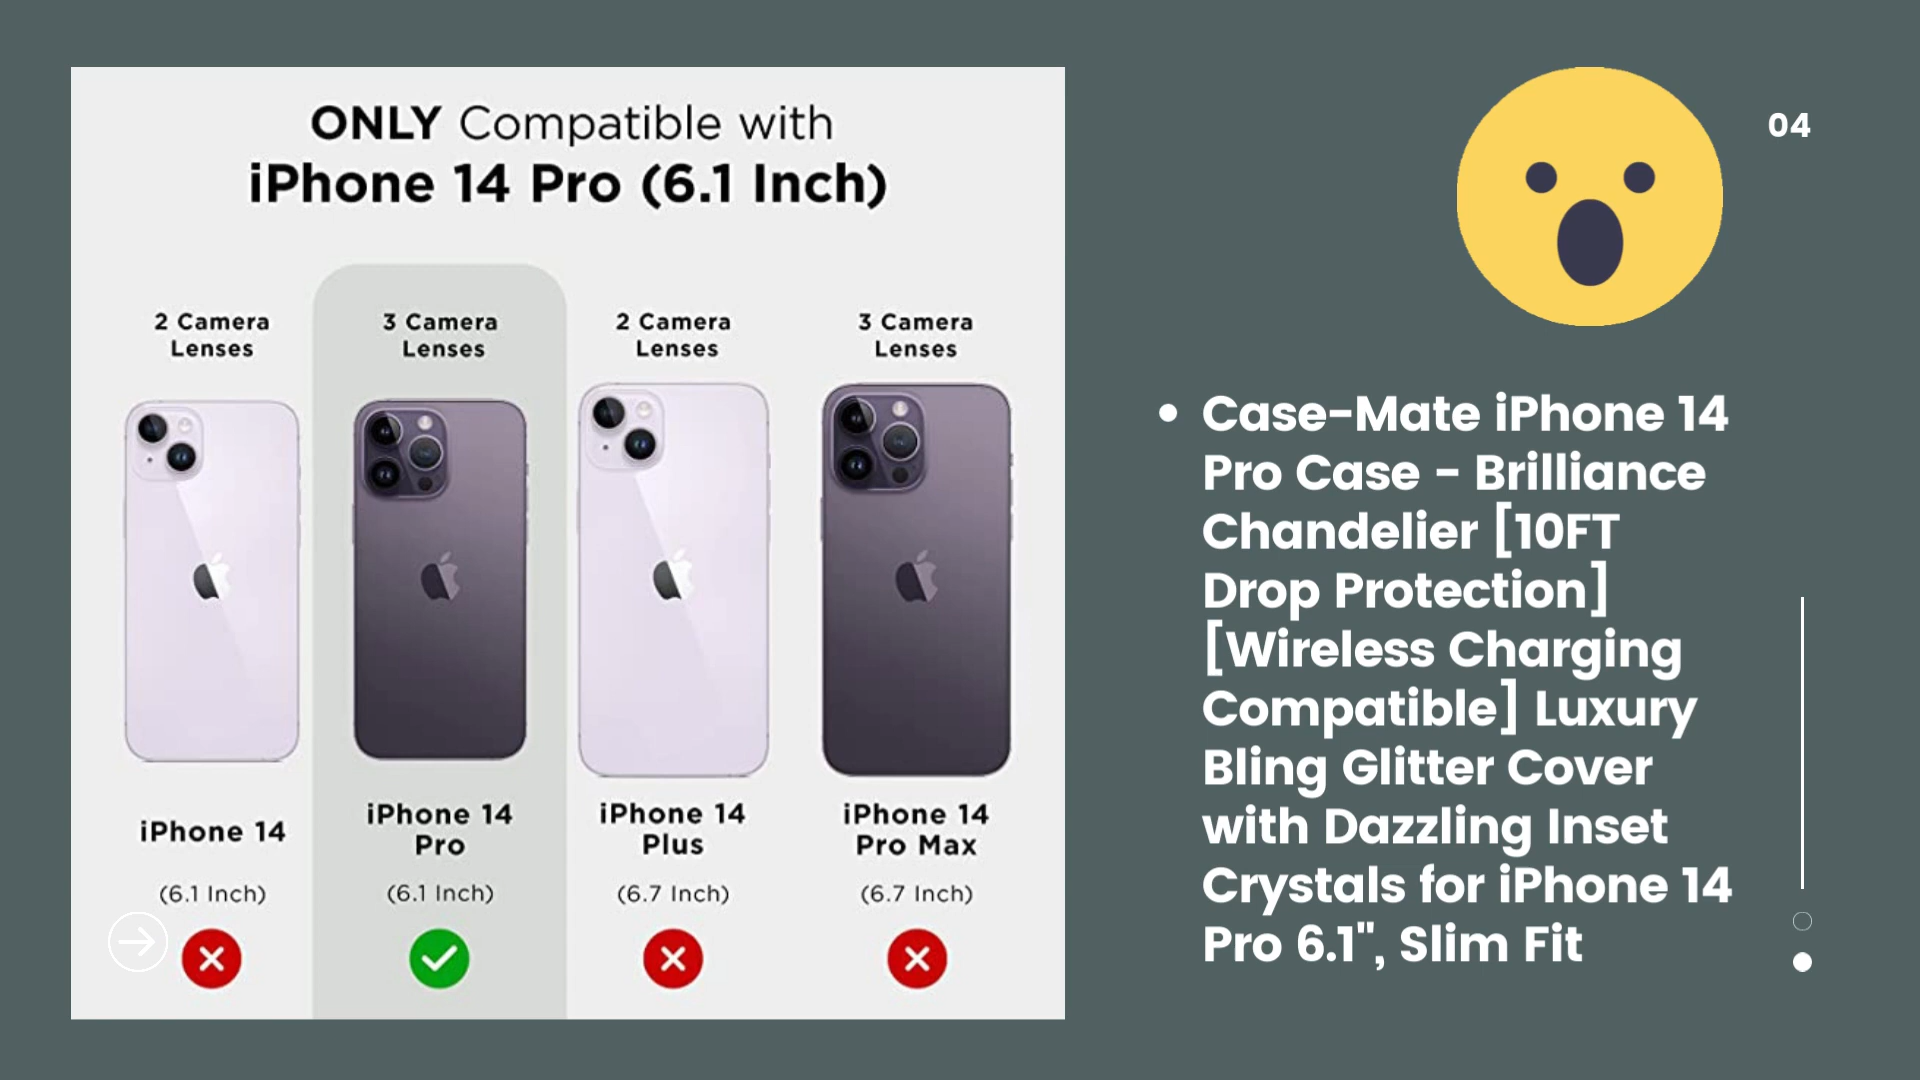 ONLY Compatible with
iPhone 14 Pro (6.1 Inch)
2 Camera
Lenses
3 Camera
Lenses
2 Camera
Lenses
3 Camera
Lenses
iPhone 14
(6.1 Inch)
iPhone 14
Pro
(6.1 Inch)
iPhone 14
Plus
(6.7 Inch)
iPhone 14
Pro Max
(6.7 Inch)
04
• Case-Mate iPhone 14
Pro Case - Brilliance
Chandelier [10FT
Drop Protection]
[Wireless Charging
Compatible] Luxury
Bling Glitter Cover
with Dazzling Inset
Crystals for iPhone 14
Pro 6.1", Slim Fit